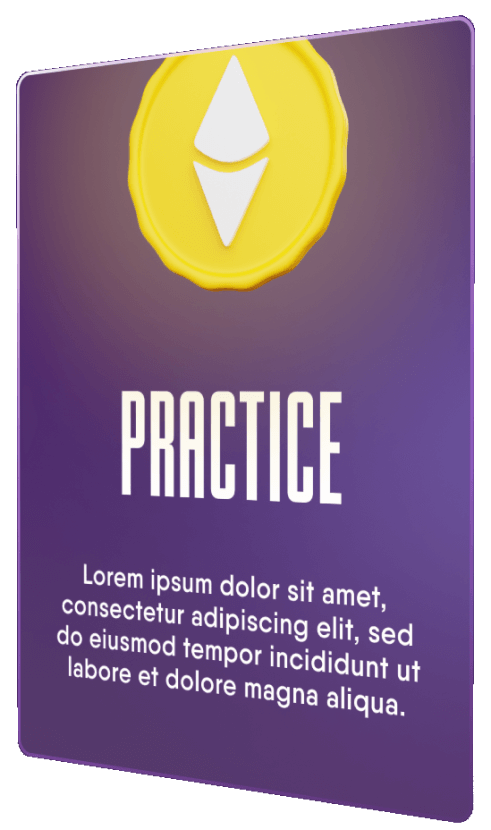 PRACTICE
Lorem ipsum dolor sit amet,
consectetur adipiscing elit, sed
do eiusmod tempor incididunt ut
labore et dolore magna aliqua.